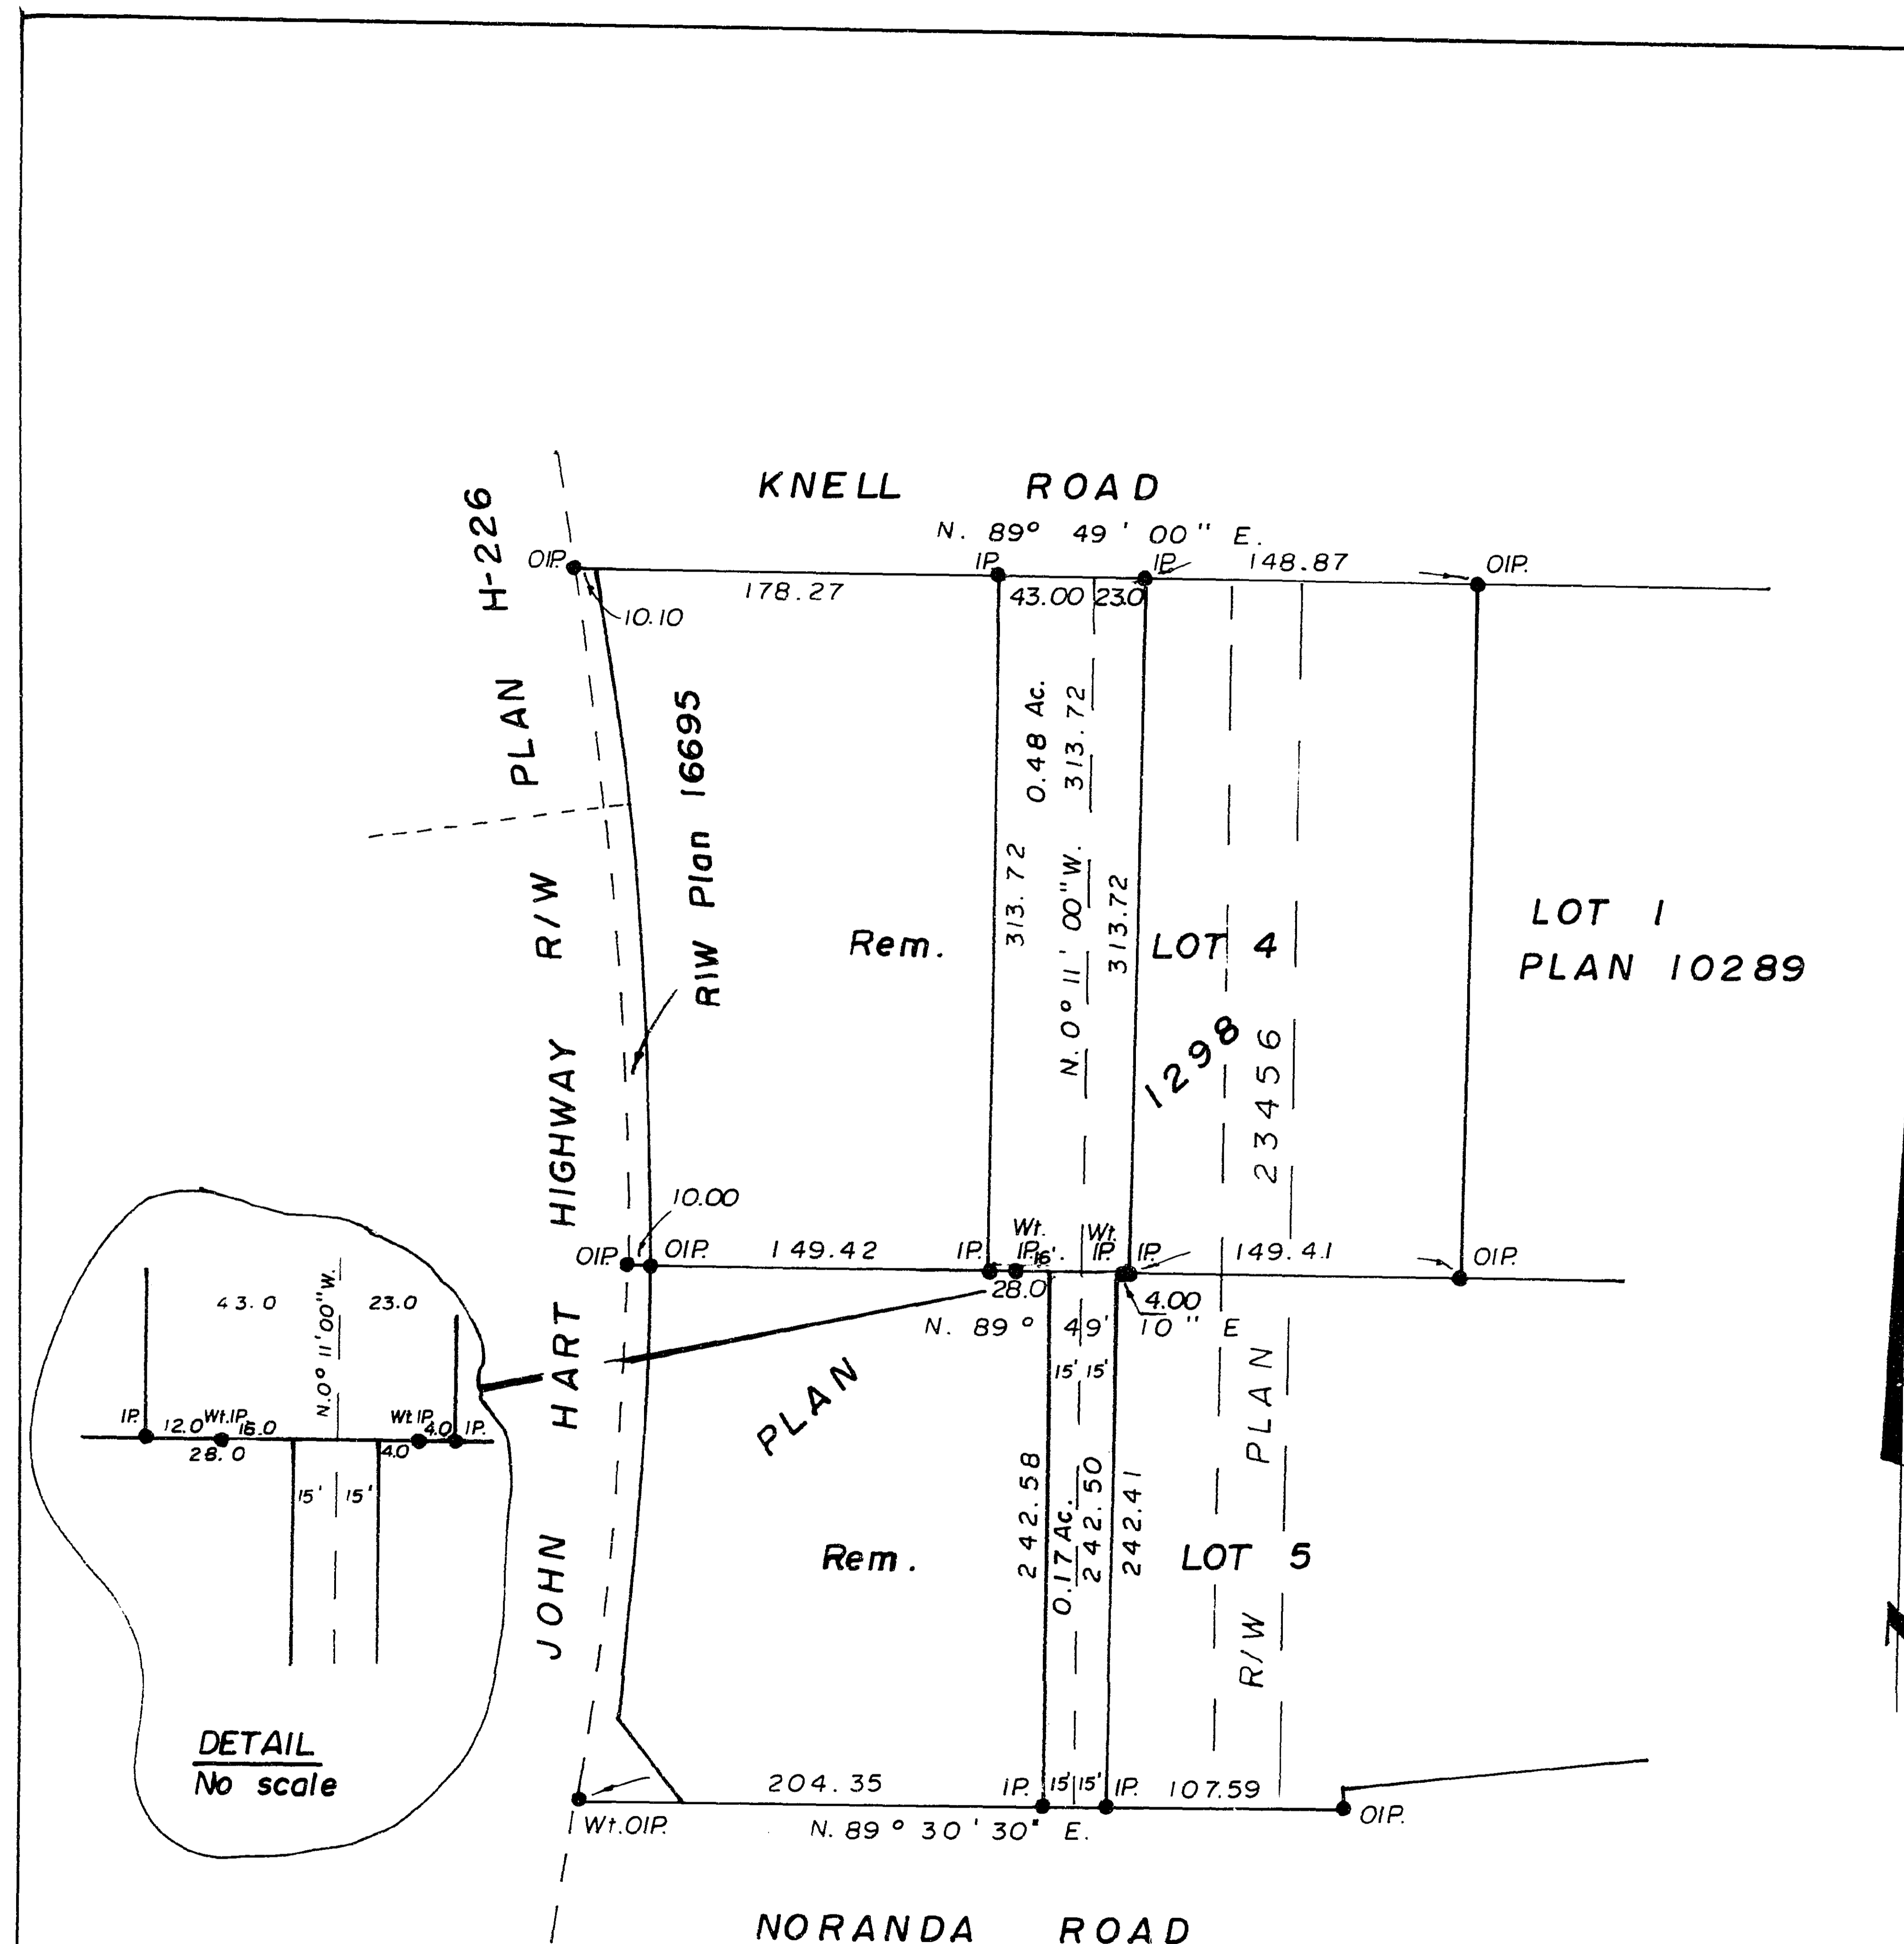 KNELL ROAD
N. 89° 49' 00" E.
OIP.
IP.
IP.
148.87
OIP.
178.27
43.00
23.0
10.10
PLAN H-226
R/W
JOHN HART HIGHWAY
R/W Plan 16695
Rem.
313.72
0.48 Ac.
313.72
N. 0° 11' 00" W.
313.72
LOT 4
1298
LOT 1
PLAN 10289
23456
10.00
OIP.
OIP.
149.42
IP.
Wt.
IP.
16'.
Wt.
IP.
IP.
149.41
OIP.
28.0
4.00
N. 89° 49' 10" E
15' 15'
PLAN
R/W PLAN
Rem.
242.58
0.17 Ac.
242.50
242.41
LOT 5
204.35
IP.
15' 15'
IP.
107.59
OIP.
Wt.OIP.
N. 89° 30' 30" E.
NORANDA ROAD
43.0
N.0° 11' 00" W.
23.0
IP.
12.0
Wt.IP.
Wt IP.
4.0
IP.
28.0
4.0
15' 15'
DETAIL
No scale